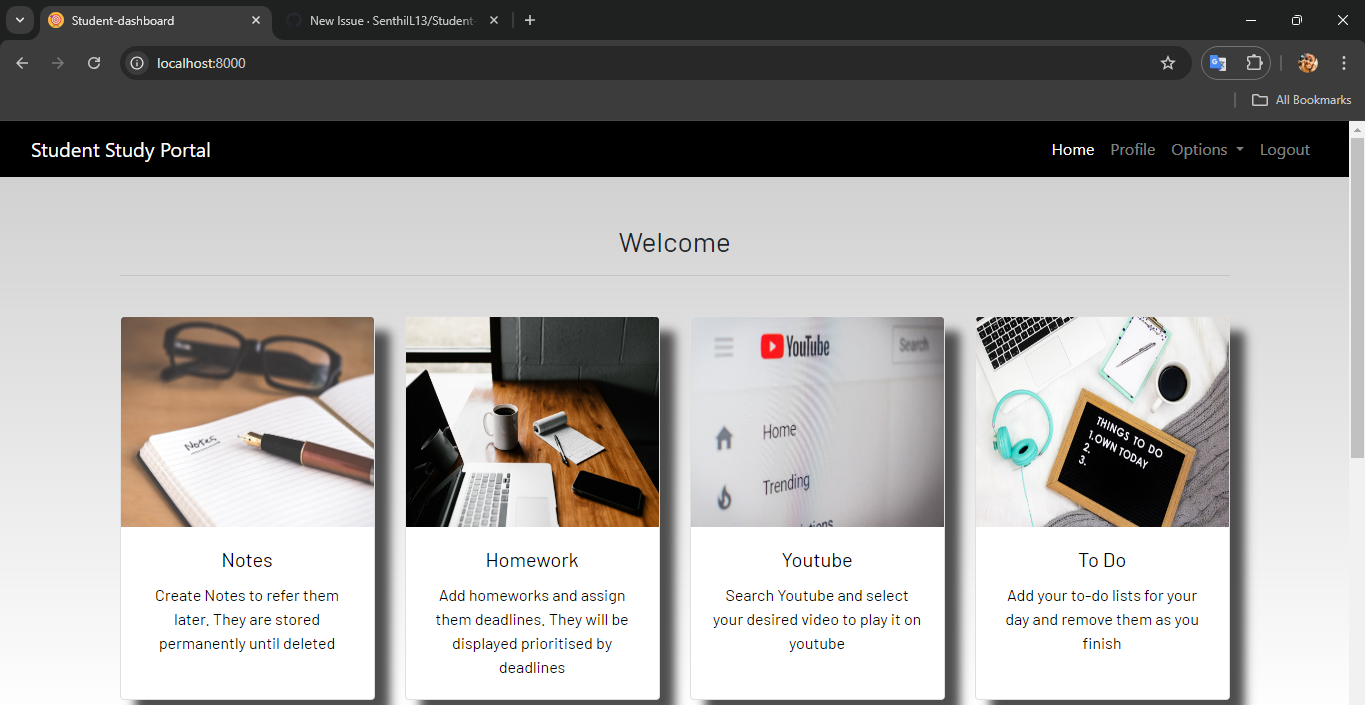 Student-dashboard
New Issue · SenthilL13/Student-
localhost:8000
All Bookmarks
Student Study Portal
Home
Profile
Options
Logout
Welcome
Notes
YouTube
Search
Home
Trending
THINGS TO DO
1.OWN TODAY
2.
3.
Notes
Create Notes to refer them
later. They are stored
permanently until deleted
Homework
Add homeworks and assign
them deadlines. They will be
displayed prioritised by
deadlines
Youtube
Search Youtube and select
your desired video to play it on
youtube
To Do
Add your to-do lists for your
day and remove them as you
finish